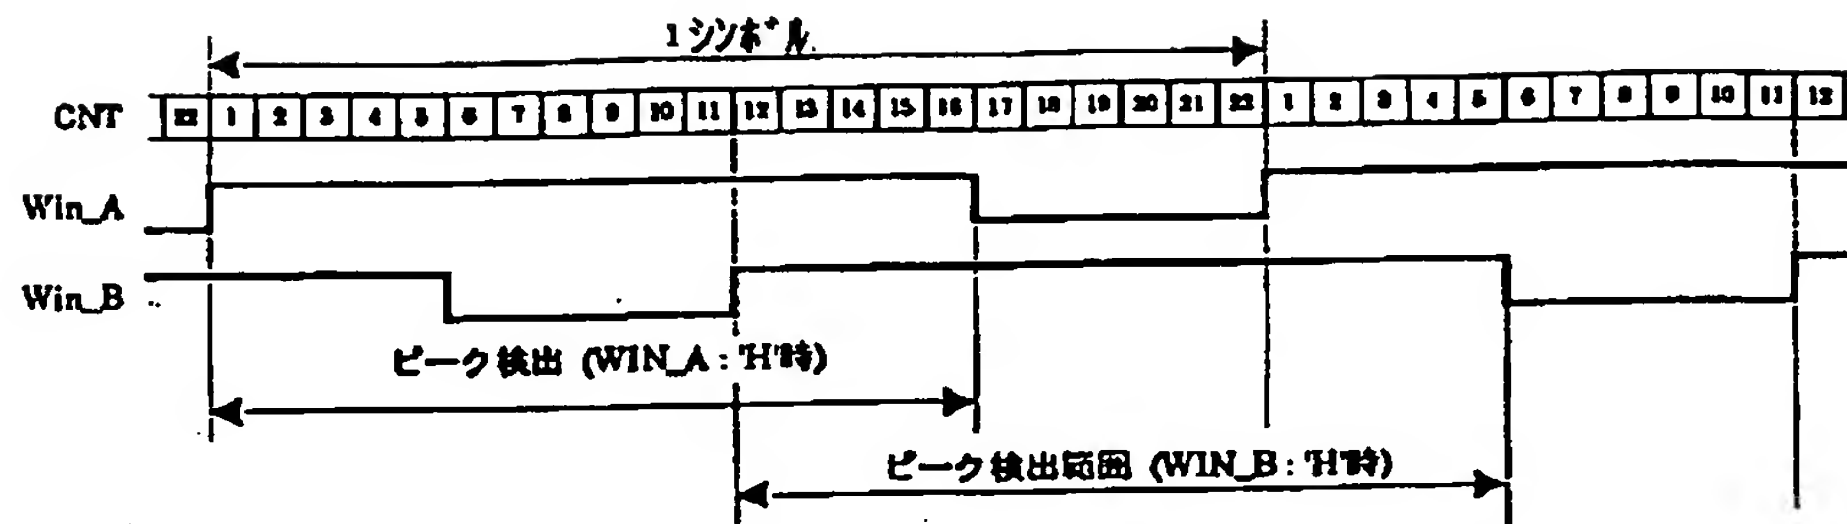 1シンボル
CNT 22 1 2 3 4 5 6 7 8 9 10 11 12 13 14 15 16 17 18 19 20 21 22 1 2 3 4 5 6 7 8 9 10 11 12
Win_A
Win_B
ピーク検出 (WIN_A : 'H'時)
ピーク検出範囲 (WIN_B : 'H'時)